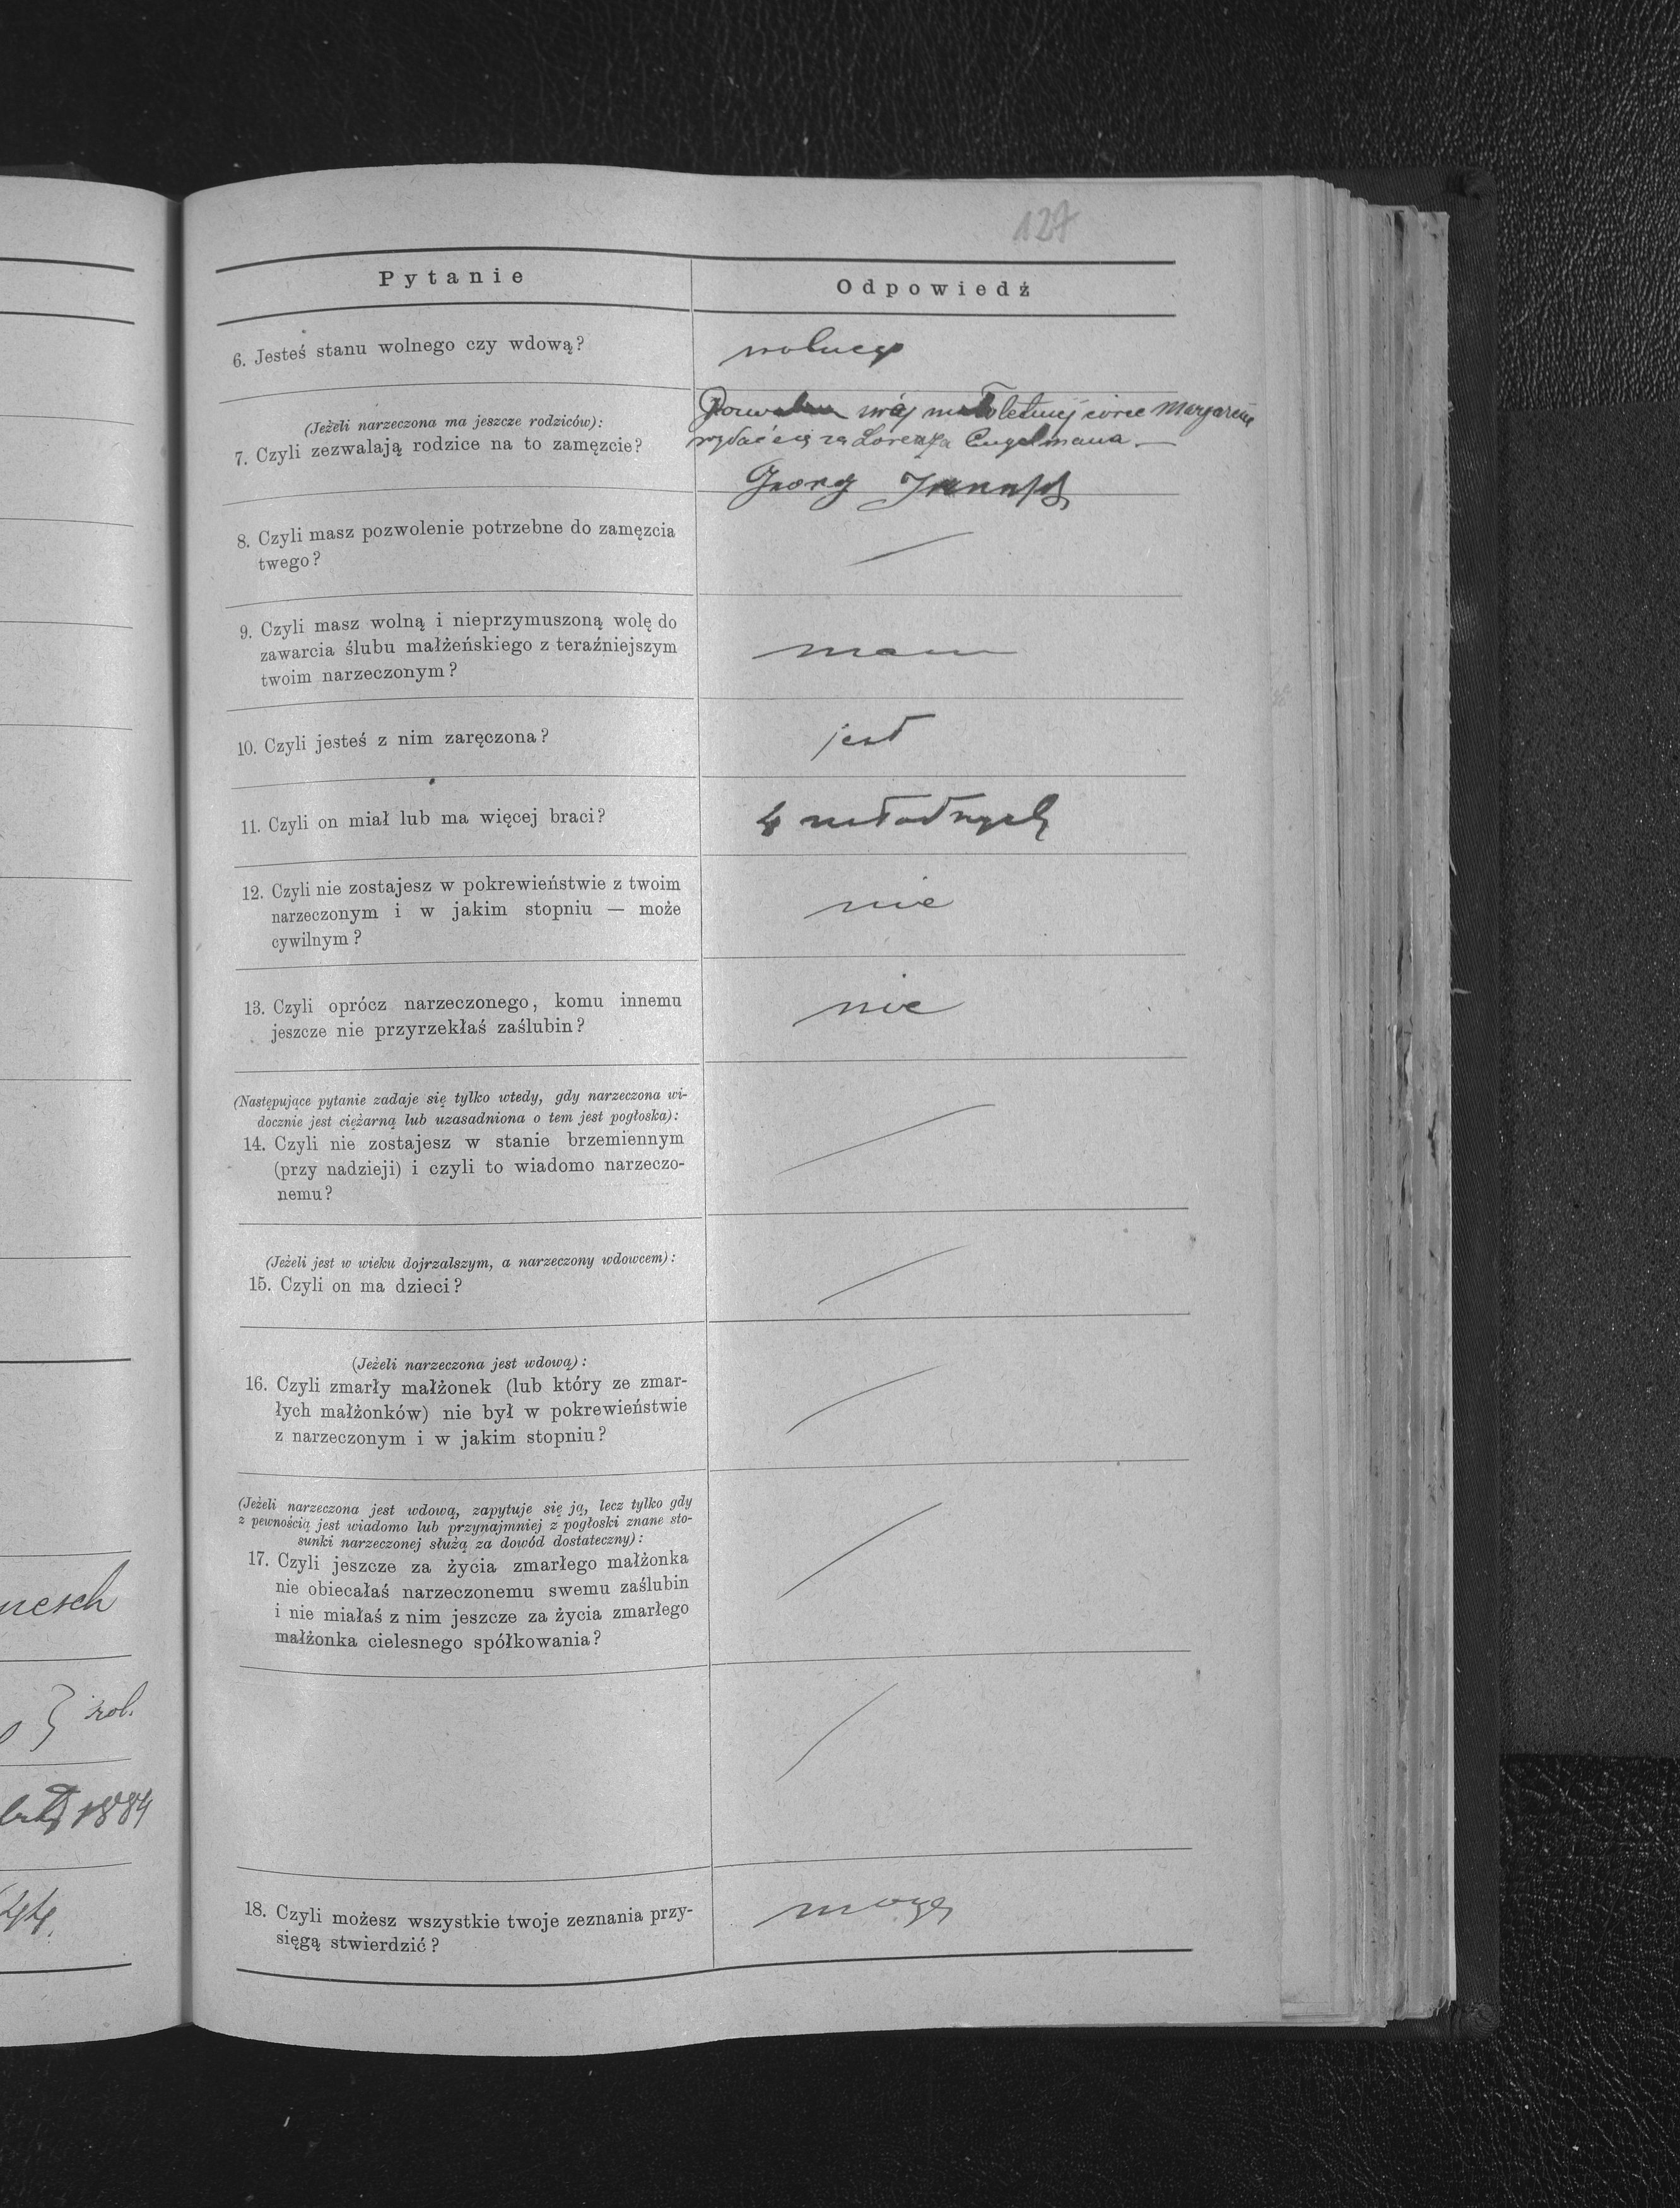 127
Pytanie
Odpowiedź
6. Jesteś stanu wolnego czy wdową?
wolnego
(Jeżeli narzeczona ma jeszcze rodziców):
7. Czyli zezwalają rodzice na to zamęzcie?
małoletniej córce Margarecie
wydać się za Lorenza Engelmana
Georg
8. Czyli masz pozwolenie potrzebne do zamęzcia
twego?
9. Czyli masz wolną i nieprzymuszoną wolę do
zawarcia ślubu małżeńskiego z teraźniejszym
twoim narzeczonym?
mam
10. Czyli jesteś z nim zaręczona?
jest
11. Czyli on miał lub ma więcej braci?
4
12. Czyli nie zostajesz w pokrewieństwie z twoim
narzeczonym i w jakim stopniu — może
cywilnym?
nie
13. Czyli oprócz narzeczonego, komu innemu
jeszcze nie przyrzekłaś zaślubin?
nie
(Następujące pytanie zadaje się tylko wtedy, gdy narzeczona wi-
docznie jest ciężarną lub uzasadniona o tem jest pogłoska):
14. Czyli nie zostajesz w stanie brzemiennym
(przy nadzieji) i czyli to wiadomo narzeczo-
nemu?
(Jeżeli jest w wieku dojrzalszym, a narzeczony wdowcem):
15. Czyli on ma dzieci?
(Jeżeli narzeczona jest wdową):
16. Czyli zmarły małżonek (lub który ze zmar-
łych małżonków) nie był w pokrewieństwie
z narzeczonym i w jakim stopniu?
(Jeżeli narzeczona jest wdową, zapytuje się ją, lecz tylko gdy
z pewnością jest wiadomo lub przynajmniej z pogłoski znane sto-
sunki narzeczonej służą za dowód dostateczny):
17. Czyli jeszcze za życia zmarłego małżonka
nie obiecałaś narzeczonemu swemu zaślubin
i nie miałaś z nim jeszcze za życia zmarłego
małżonka cielesnego spółkowania?
18. Czyli możesz wszystkie twoje zeznania przy-
sięgą stwierdzić?
mogę
nesch
1884